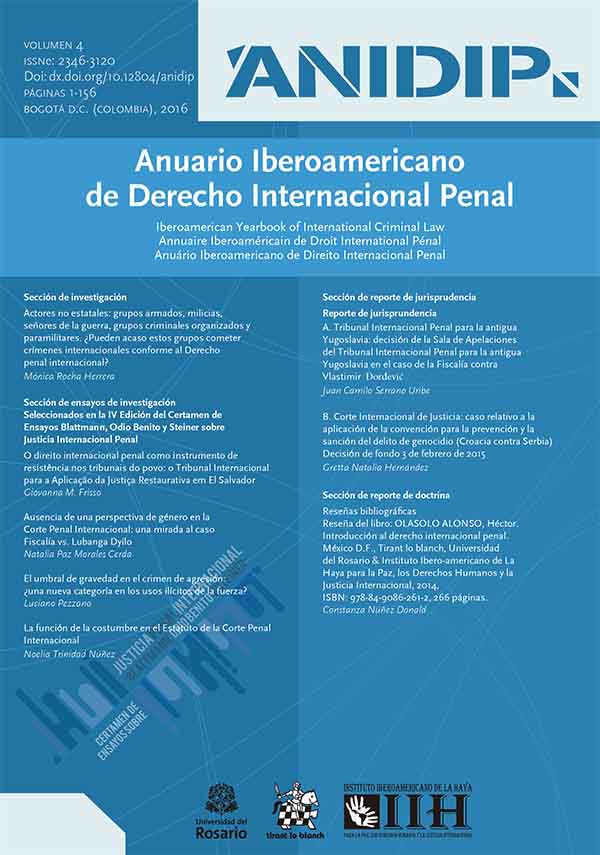 VOLUMEN 4
ISSNe: 2346-3120
Doi: dx.doi.org/10.12804/anidip
PÁGINAS 1-156
BOGOTÁ D.C. (COLOMBIA), 2016
ANIDIP.
Anuario Iberoamericano
de Derecho Internacional Penal
Iberoamerican Yearbook of International Criminal Law
Annuaire Iberoaméricain de Droit International Pénal
Anuário Iberoamericano de Direito Internacional Penal
Sección de investigación
Actores no estatales: grupos armados, milicias,
señores de la guerra, grupos criminales organizados y
paramilitares. ¿Pueden acaso estos grupos cometer
crímenes internacionales conforme al Derecho
penal internacional?
Mónica Rocha Herrera
Sección de ensayos de investigación
Seleccionados en la IV Edición del Certamen de
Ensayos Blattmann, Odio Benito y Steiner sobre
Justicia Internacional Penal
O direito internacional penal como instrumento de
resistência nos tribunais do povo: o Tribunal Internacional
para a Aplicação da Justiça Restaurativa em El Salvador
Giovanna M. Frisso
Ausencia de una perspectiva de género en la
Corte Penal Internacional: una mirada al caso
Fiscalía vs. Lubanga Dyilo
Natalia Paz Morales Cerda
El umbral de gravedad en el crimen de agresión:
¿una nueva categoría en los usos ilícitos de la fuerza?
Luciano Pezzano
La función de la costumbre en el Estatuto de la Corte Penal
Internacional
Noelia Trinidad Núñez
CERTAMEN DE
ENSAYOS SOBRE
JUSTICIA
Sección de reporte de jurisprudencia
Reporte de jurisprundencia
A. Tribunal Internacional Penal para la antigua
Yugoslavia: decisión de la Sala de Apelaciones
del Tribunal Internacional Penal para la antigua
Yugoslavia en el caso de la Fiscalía contra
Vlastimir Đorđević
Juan Camilo Serrano Uribe
B. Corte Internacional de Justicia: caso relativo a la
aplicación de la convención para la prevención y la
sanción del delito de genocidio (Croacia contra Serbia)
Decisión de fondo 3 de febrero de 2015
Gretta Natalia Hernández
Sección de reporte de doctrina
Reseñas bibliográficas
Reseña del libro: OLASOLO ALONSO, Héctor.
Introducción al derecho internacional penal.
México D.F., Tirant lo blanch, Universidad
del Rosario & Instituto Ibero-americano de La
Haya para la Paz, los Derechos Humanos y la
Justicia Internacional, 2014,
ISBN: 978-84-9086-261-2, 266 páginas.
Constanza Núñez Donald
Universidad del
Rosario
tirant lo blanch
INSTITUTO IBEROAMERICANO DE LA HAYA
IIH
PARA LA PAZ, LOS DERECHOS HUMANOS Y LA JUSTICIA INTERNACIONAL